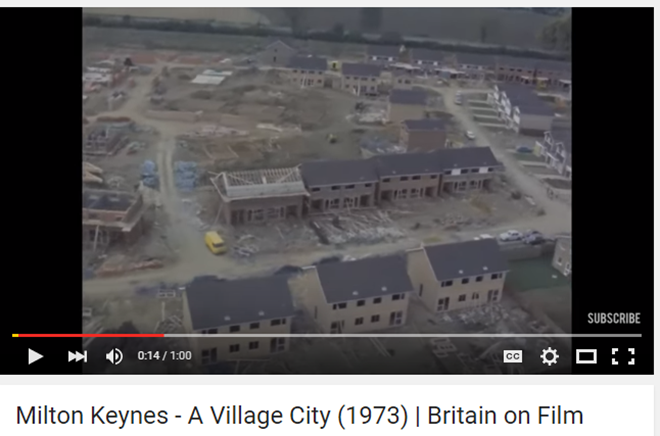 SUBSCRIBE
0:14 / 1:00
CC
Milton Keynes - A Village City (1973) | Britain on Film